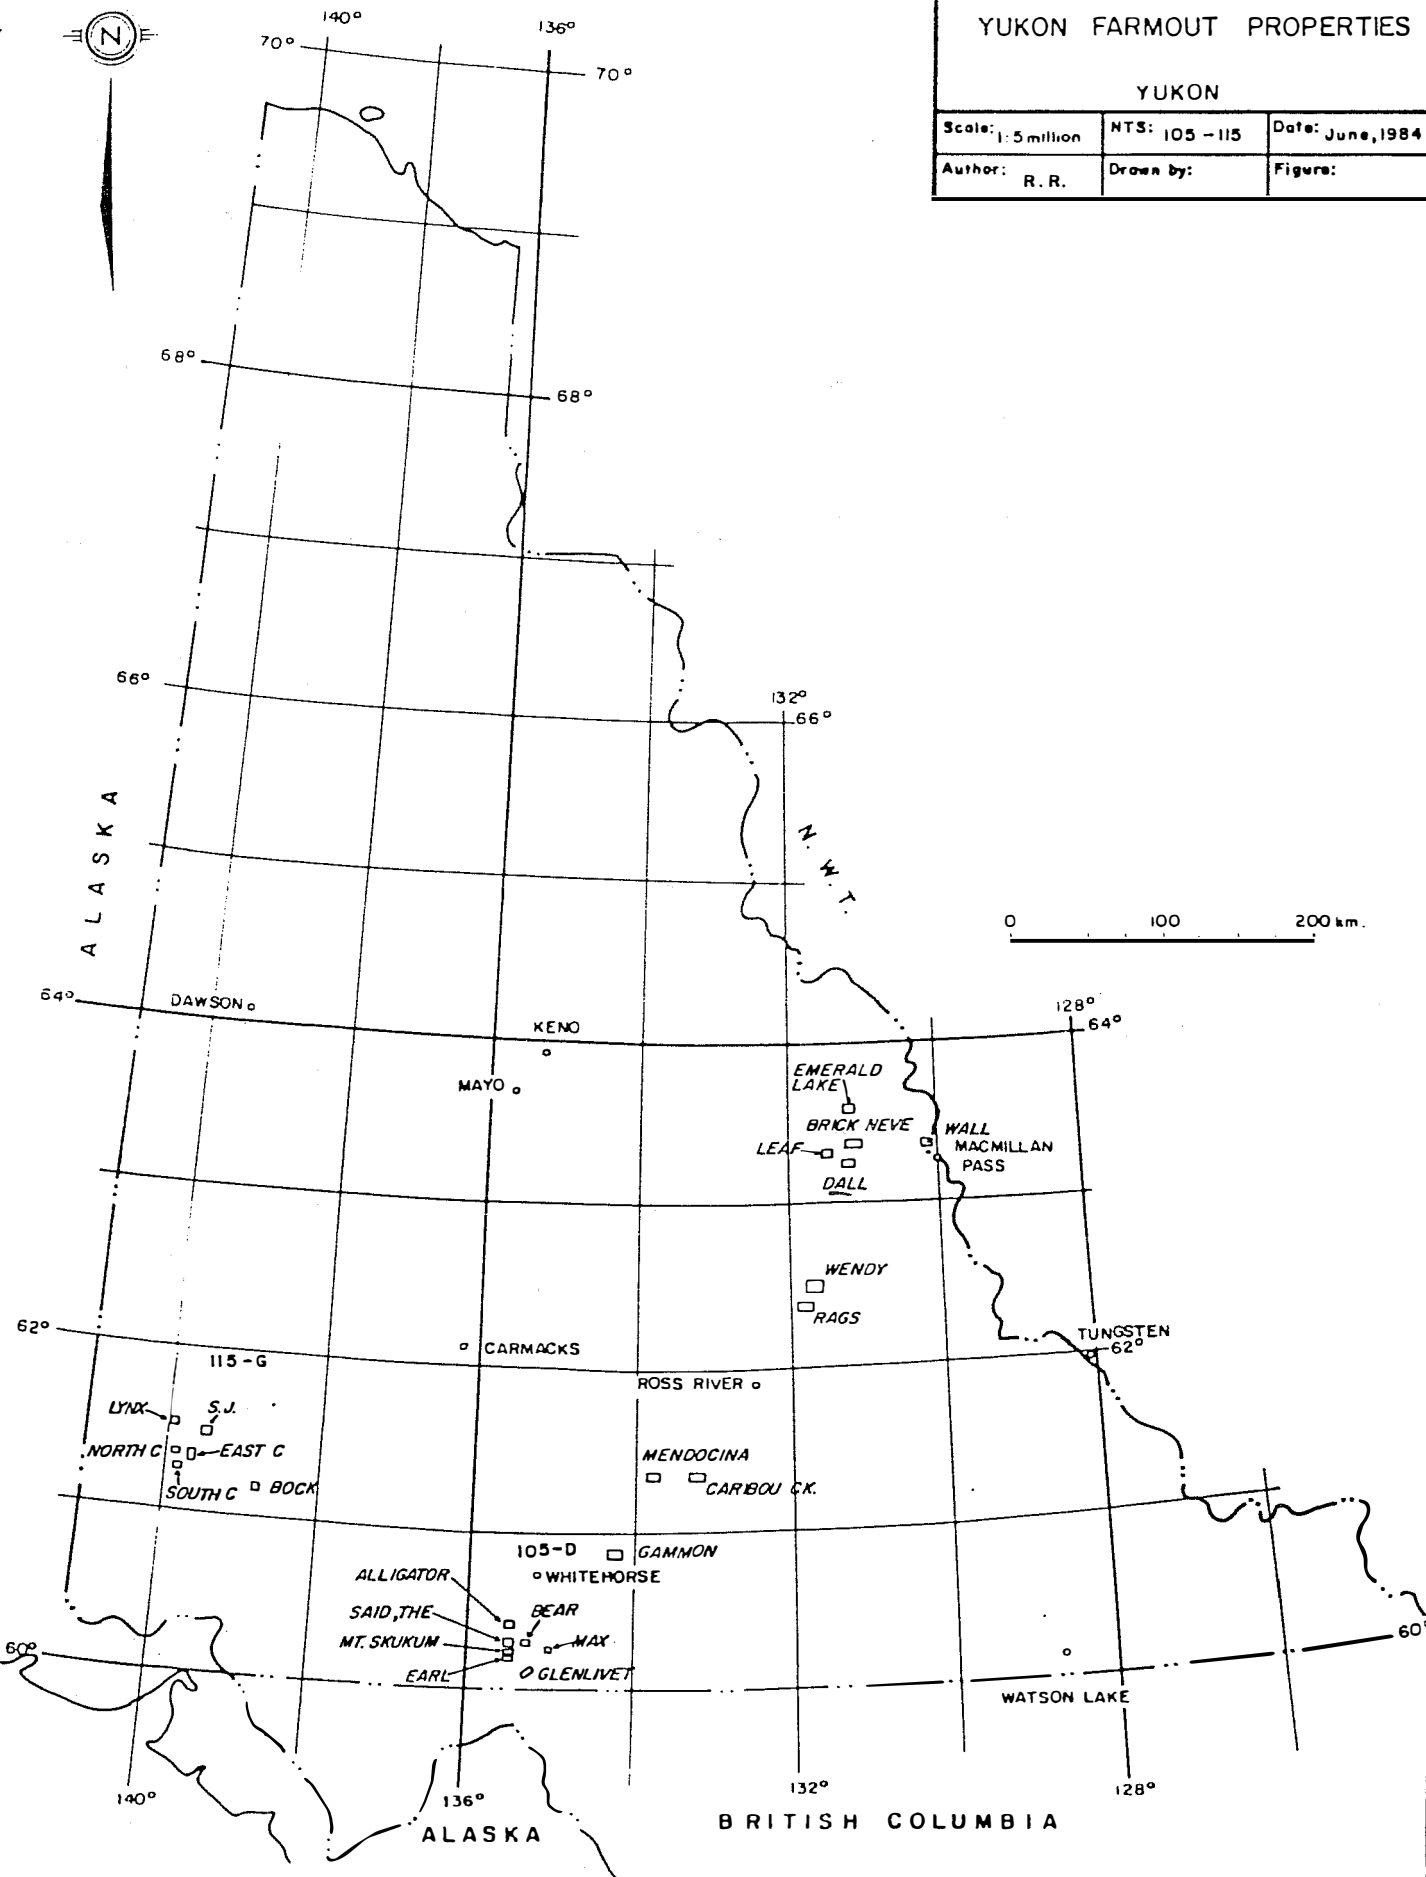 YUKON FARMOUT PROPERTIES
YUKON
Scale: 1:5 million
NTS: 105-115
Date: June, 1984
Author: R.R.
Drawn by:
Figure:
N
140°
136°
70°
70°
68°
68°
66°
132°
66°
ALASKA
N.W.T.
0 100 200 km.
64°
DAWSON
KENO
128°
64°
MAYO
EMERALD
LAKE
BRICK NEVE
WALL
LEAF
MACMILLAN
PASS
DALL
WENDY
RAGS
62°
CARMACKS
TUNGSTEN
62°
115-G
ROSS RIVER
LYNX
S.J.
NORTH C
EAST C
MENDOCINA
SOUTH C
BOCK
CARIBOU CK.
105-D
GAMMON
ALLIGATOR
WHITEHORSE
SAID, THE
BEAR
MT. SKUKUM
MAX
60°
60°
EARL
GLENLIVET
WATSON LAKE
140°
136°
132°
128°
ALASKA
BRITISH COLUMBIA